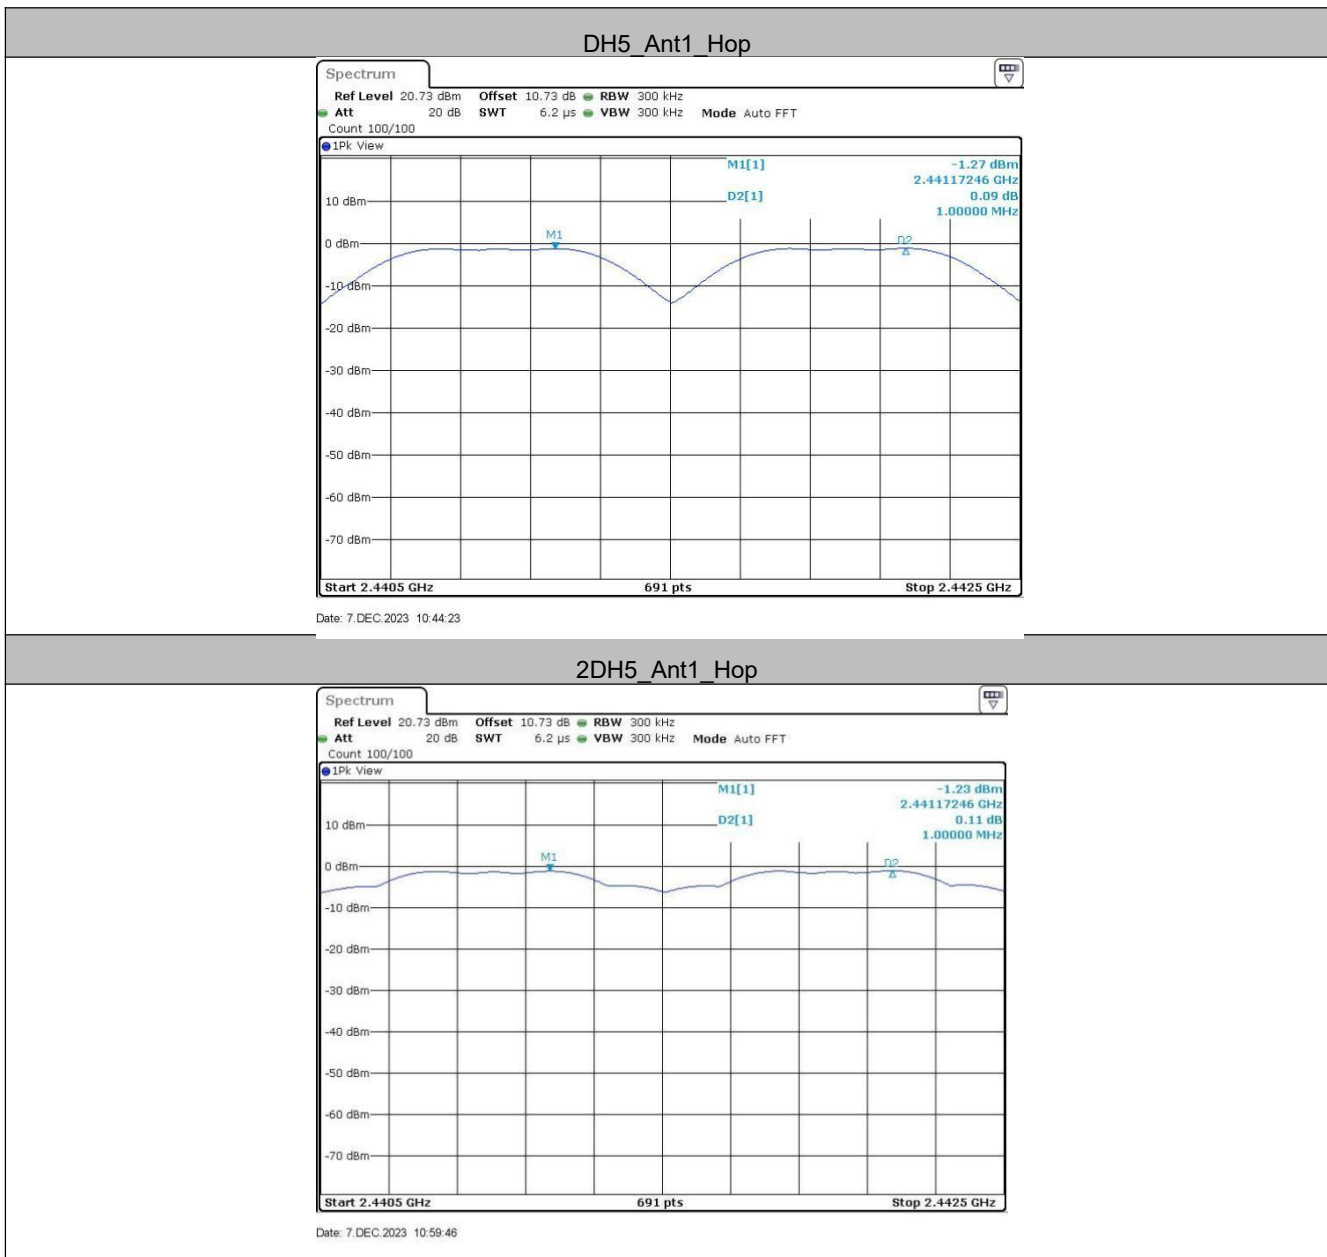 DH5_Ant1_Hop
Spectrum
Ref Level 20.73 dBm Offset 10.73 dB RBW 300 kHz
Att 20 dB SWT 6.2 µs VBW 300 kHz Mode Auto FFT
Count 100/100
1Pk View
M1[1] -1.27 dBm
2.44117246 GHz
D2[1] 0.09 dB
1.00000 MHz
10 dBm
M1
D2
0 dBm
-10 dBm
-20 dBm
-30 dBm
-40 dBm
-50 dBm
-60 dBm
-70 dBm
Start 2.4405 GHz 691 pts Stop 2.4425 GHz
Date: 7.DEC.2023 10:44:23
2DH5_Ant1_Hop
Spectrum
Ref Level 20.73 dBm Offset 10.73 dB RBW 300 kHz
Att 20 dB SWT 6.2 µs VBW 300 kHz Mode Auto FFT
Count 100/100
1Pk View
M1[1] -1.23 dBm
2.44117246 GHz
D2[1] 0.11 dB
1.00000 MHz
10 dBm
M1
D2
0 dBm
-10 dBm
-20 dBm
-30 dBm
-40 dBm
-50 dBm
-60 dBm
-70 dBm
Start 2.4405 GHz 691 pts Stop 2.4425 GHz
Date: 7.DEC.2023 10:59:46